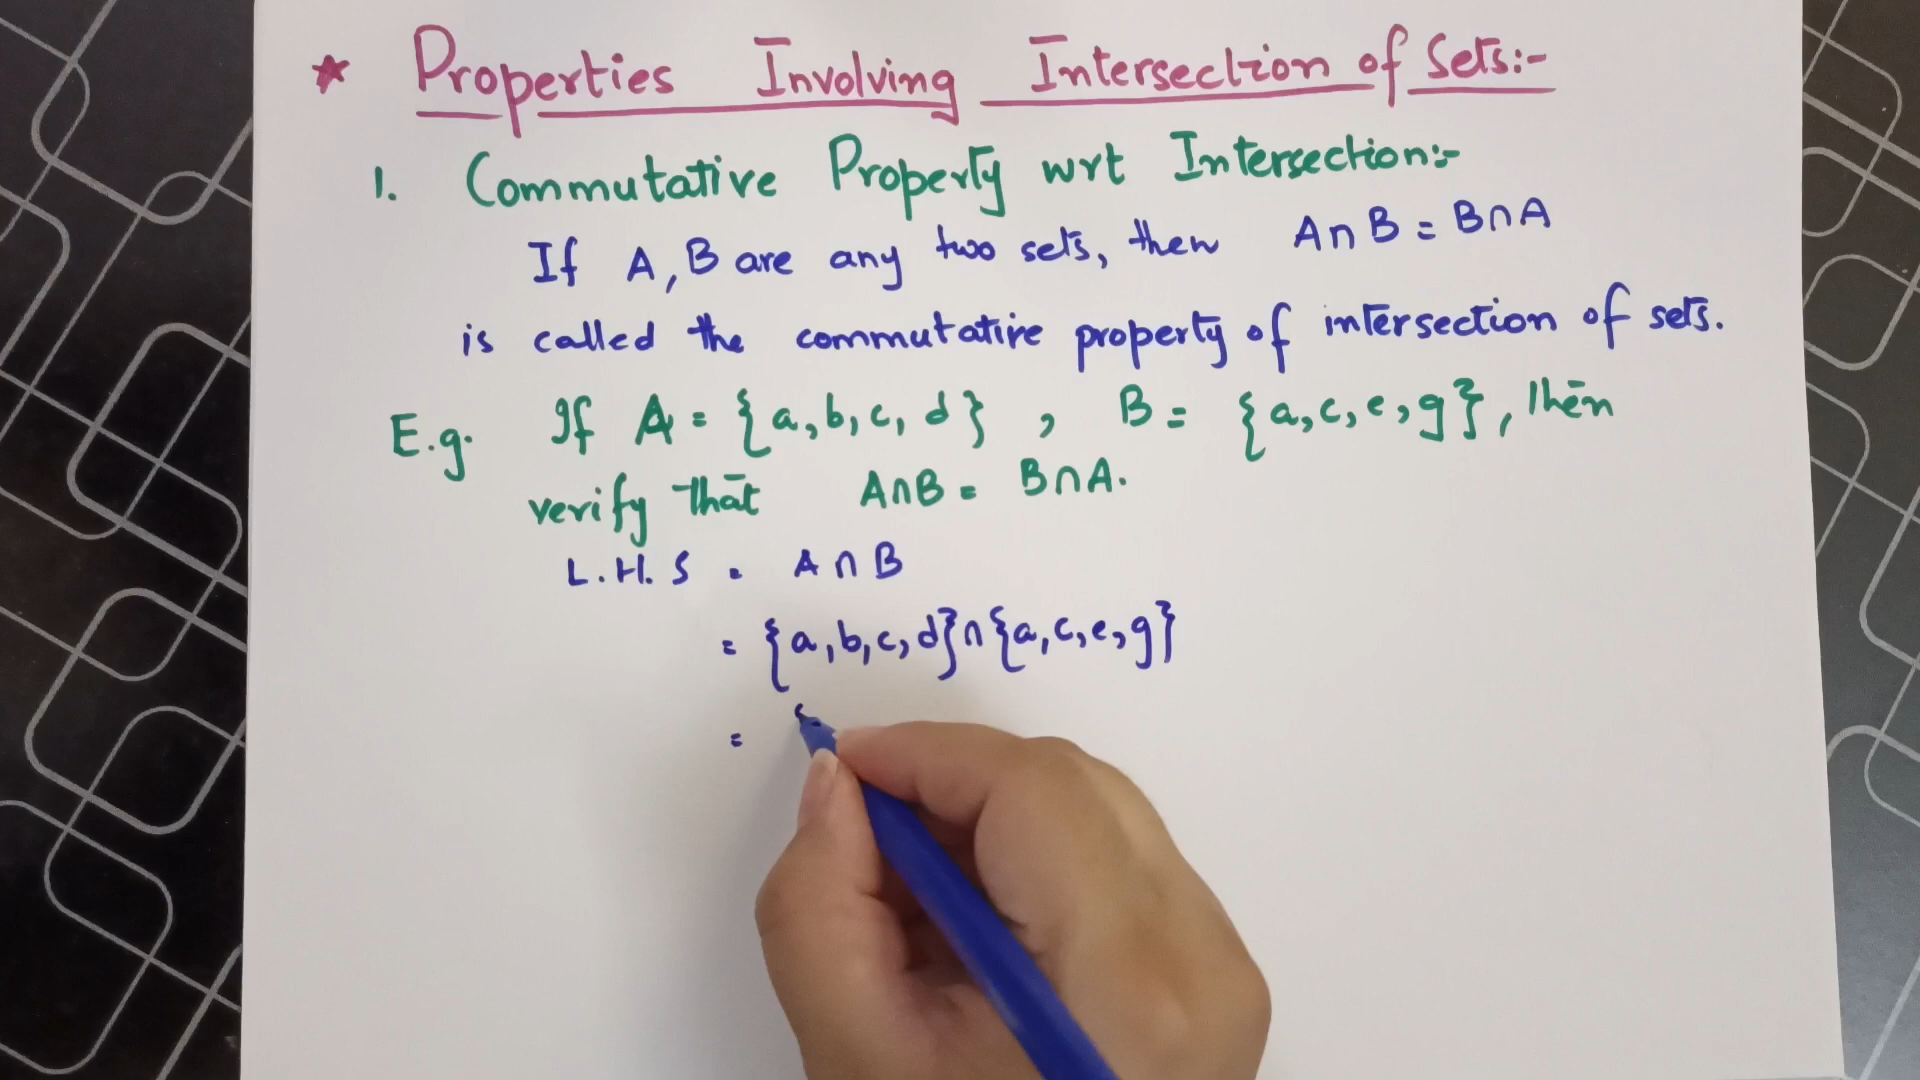 * Properties Involving Intersection of Sets:-
1. Commutative Property wrt Intersection:-
If A, B are any two sets, then A∩B = B∩A
is called the commutative property of intersection of sets.
E.g. If A = {a, b, c, d} , B = {a, c, e, g}, then
verify that A∩B = B∩A.
L.H.S = A∩B
= {a, b, c, d}∩{a, c, e, g}
=